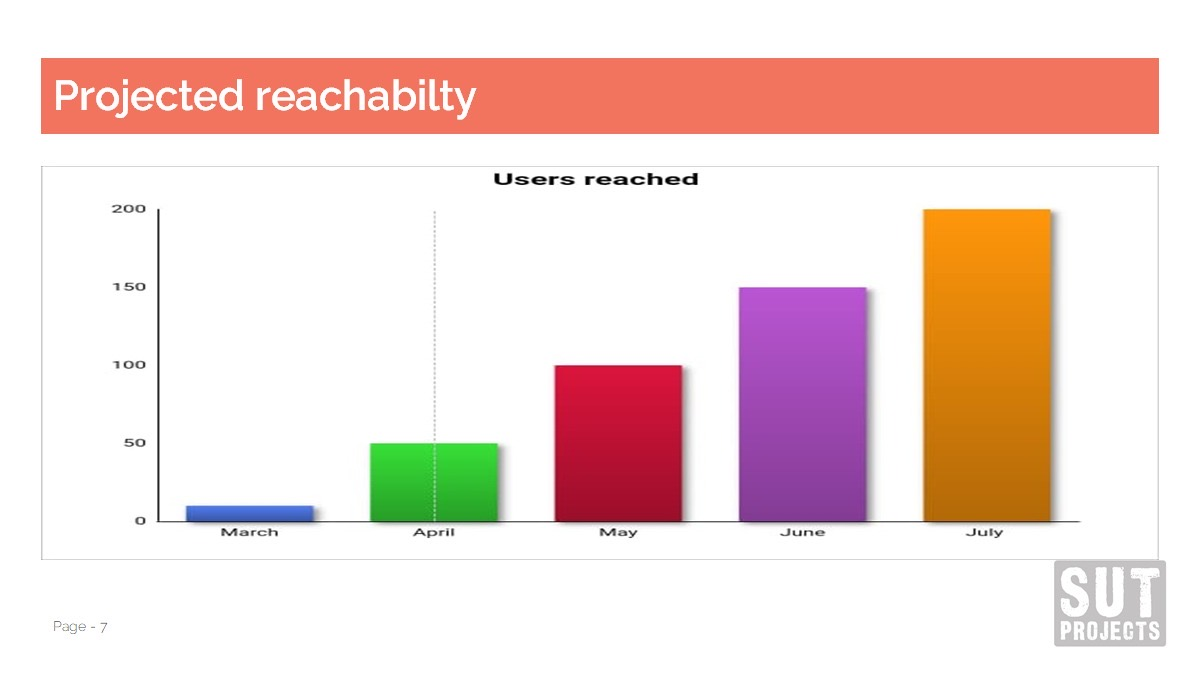 Projected reachabilty
Users reached
200
150
100
50
0
March April May June July
Page - 7
SUT
PROJECTS